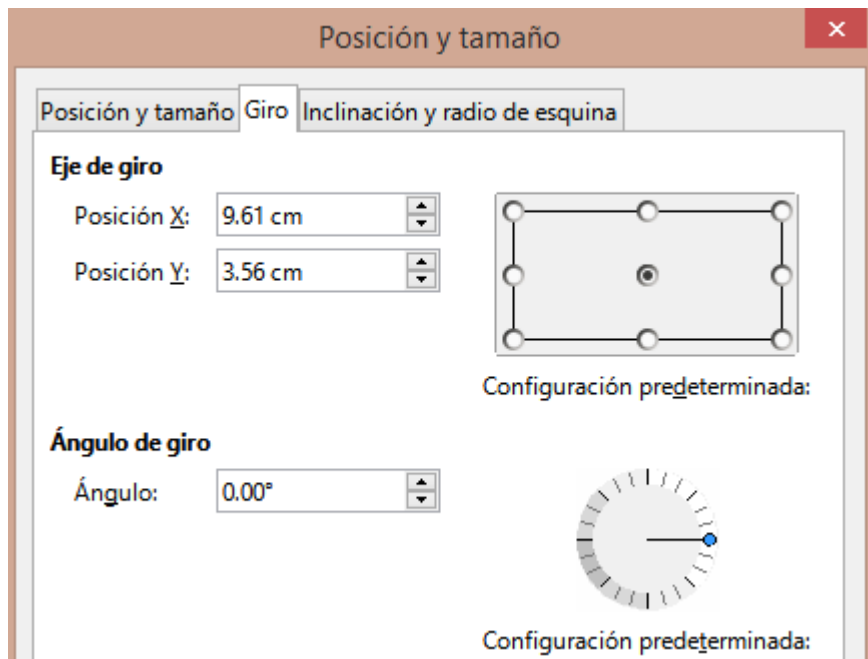 Posición y tamaño
Posición y tamaño Giro Inclinación y radio de esquina
Eje de giro
Posición X: 9.61 cm
Posición Y: 3.56 cm
Configuración predeterminada:
Ángulo de giro
Ángulo: 0.00°
Configuración predeterminada: